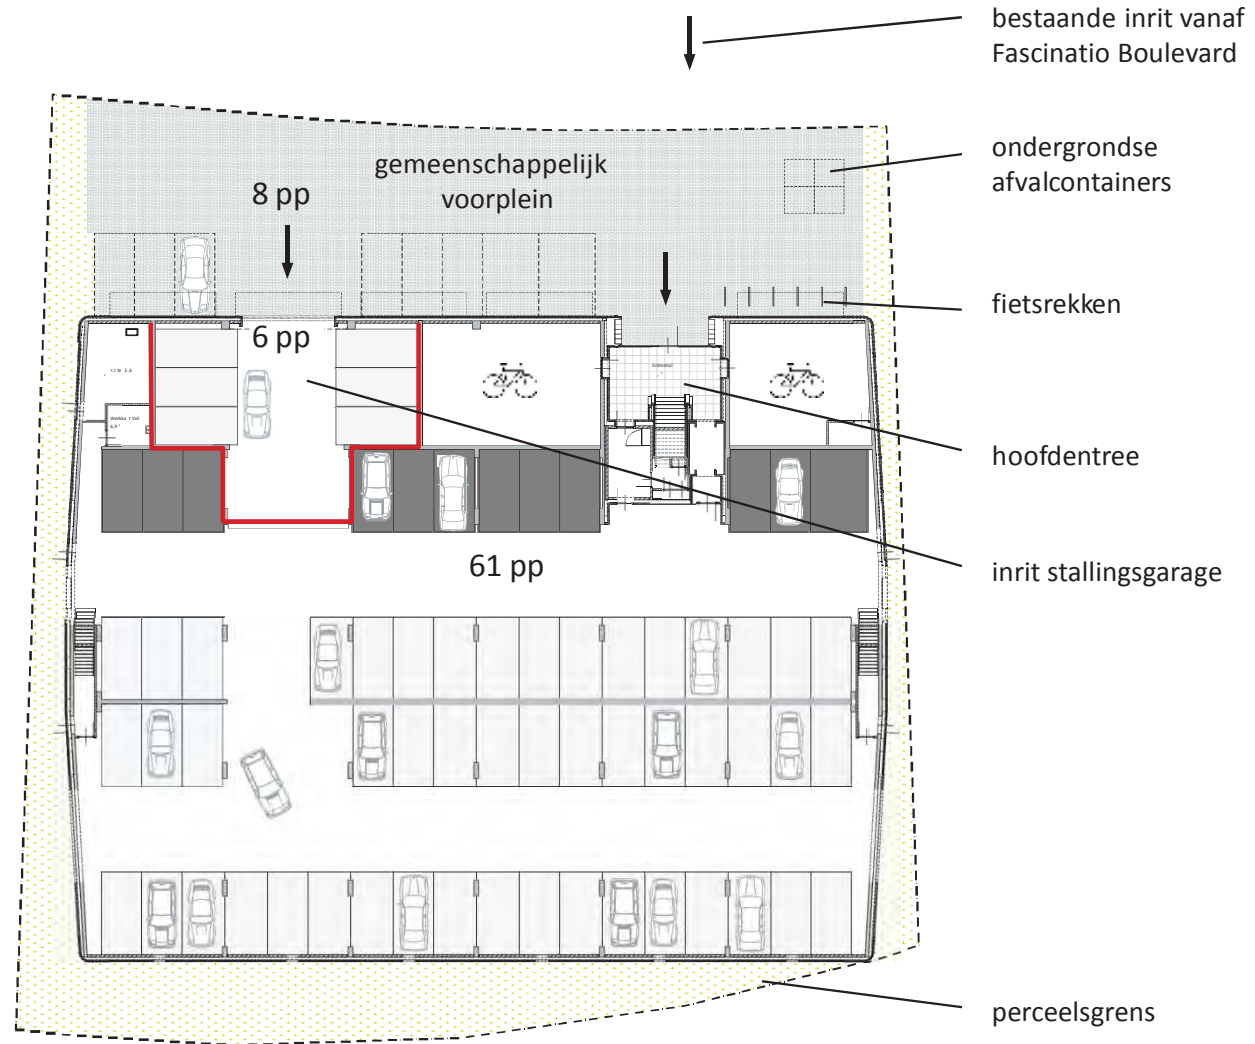 bestaande inrit vanaf
Fascinatio Boulevard
ondergrondse
afvalcontainers
gemeenschappelijk
voorplein
8 pp
fietsrekken
6 pp
hoofdentree
61 pp
inrit stallingsgarage
perceelsgrens